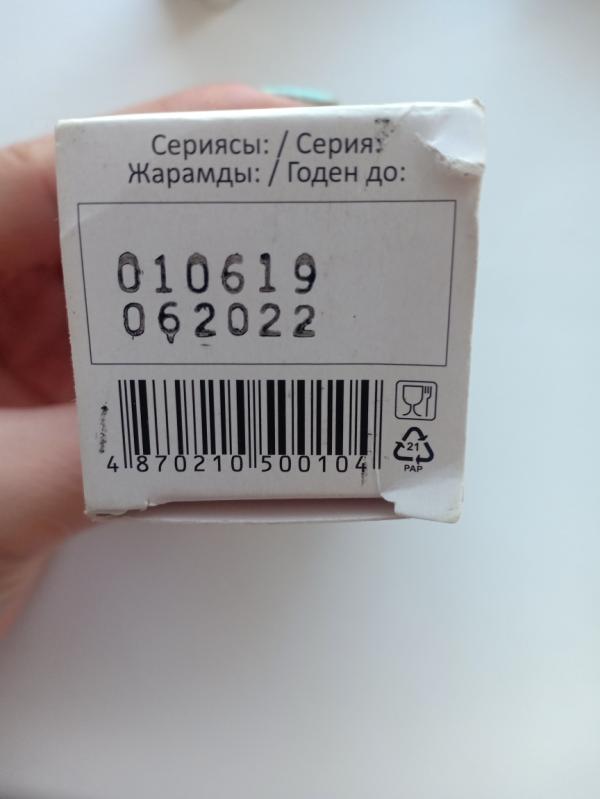 Сериясы: / Серия:
Жарамды: / Годен до:
010619
062022
4 870210 500104
21
PAP